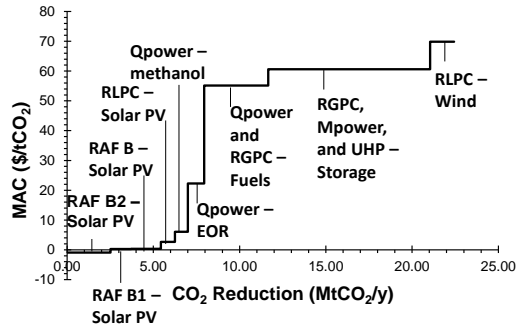 80
70
60
50
40
30
20
10
0
-10
MAC ($/tCO2)
Qpower –
methanol
RLPC –
Solar PV
RAF B –
Solar PV
RAF B2 –
Solar PV
RAF B1 –
Solar PV
Qpower
and
RGPC –
Fuels
Qpower –
EOR
RGPC,
Mpower,
and UHP –
Storage
RLPC –
Wind
0.00 5.00 10.00 15.00 20.00 25.00
CO2 Reduction (MtCO2/y)